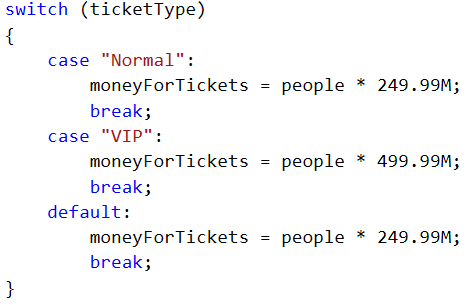 switch (ticketType)
{
    case "Normal":
        moneyForTickets = people * 249.99M;
        break;
    case "VIP":
        moneyForTickets = people * 499.99M;
        break;
    default:
        moneyForTickets = people * 249.99M;
        break;
}